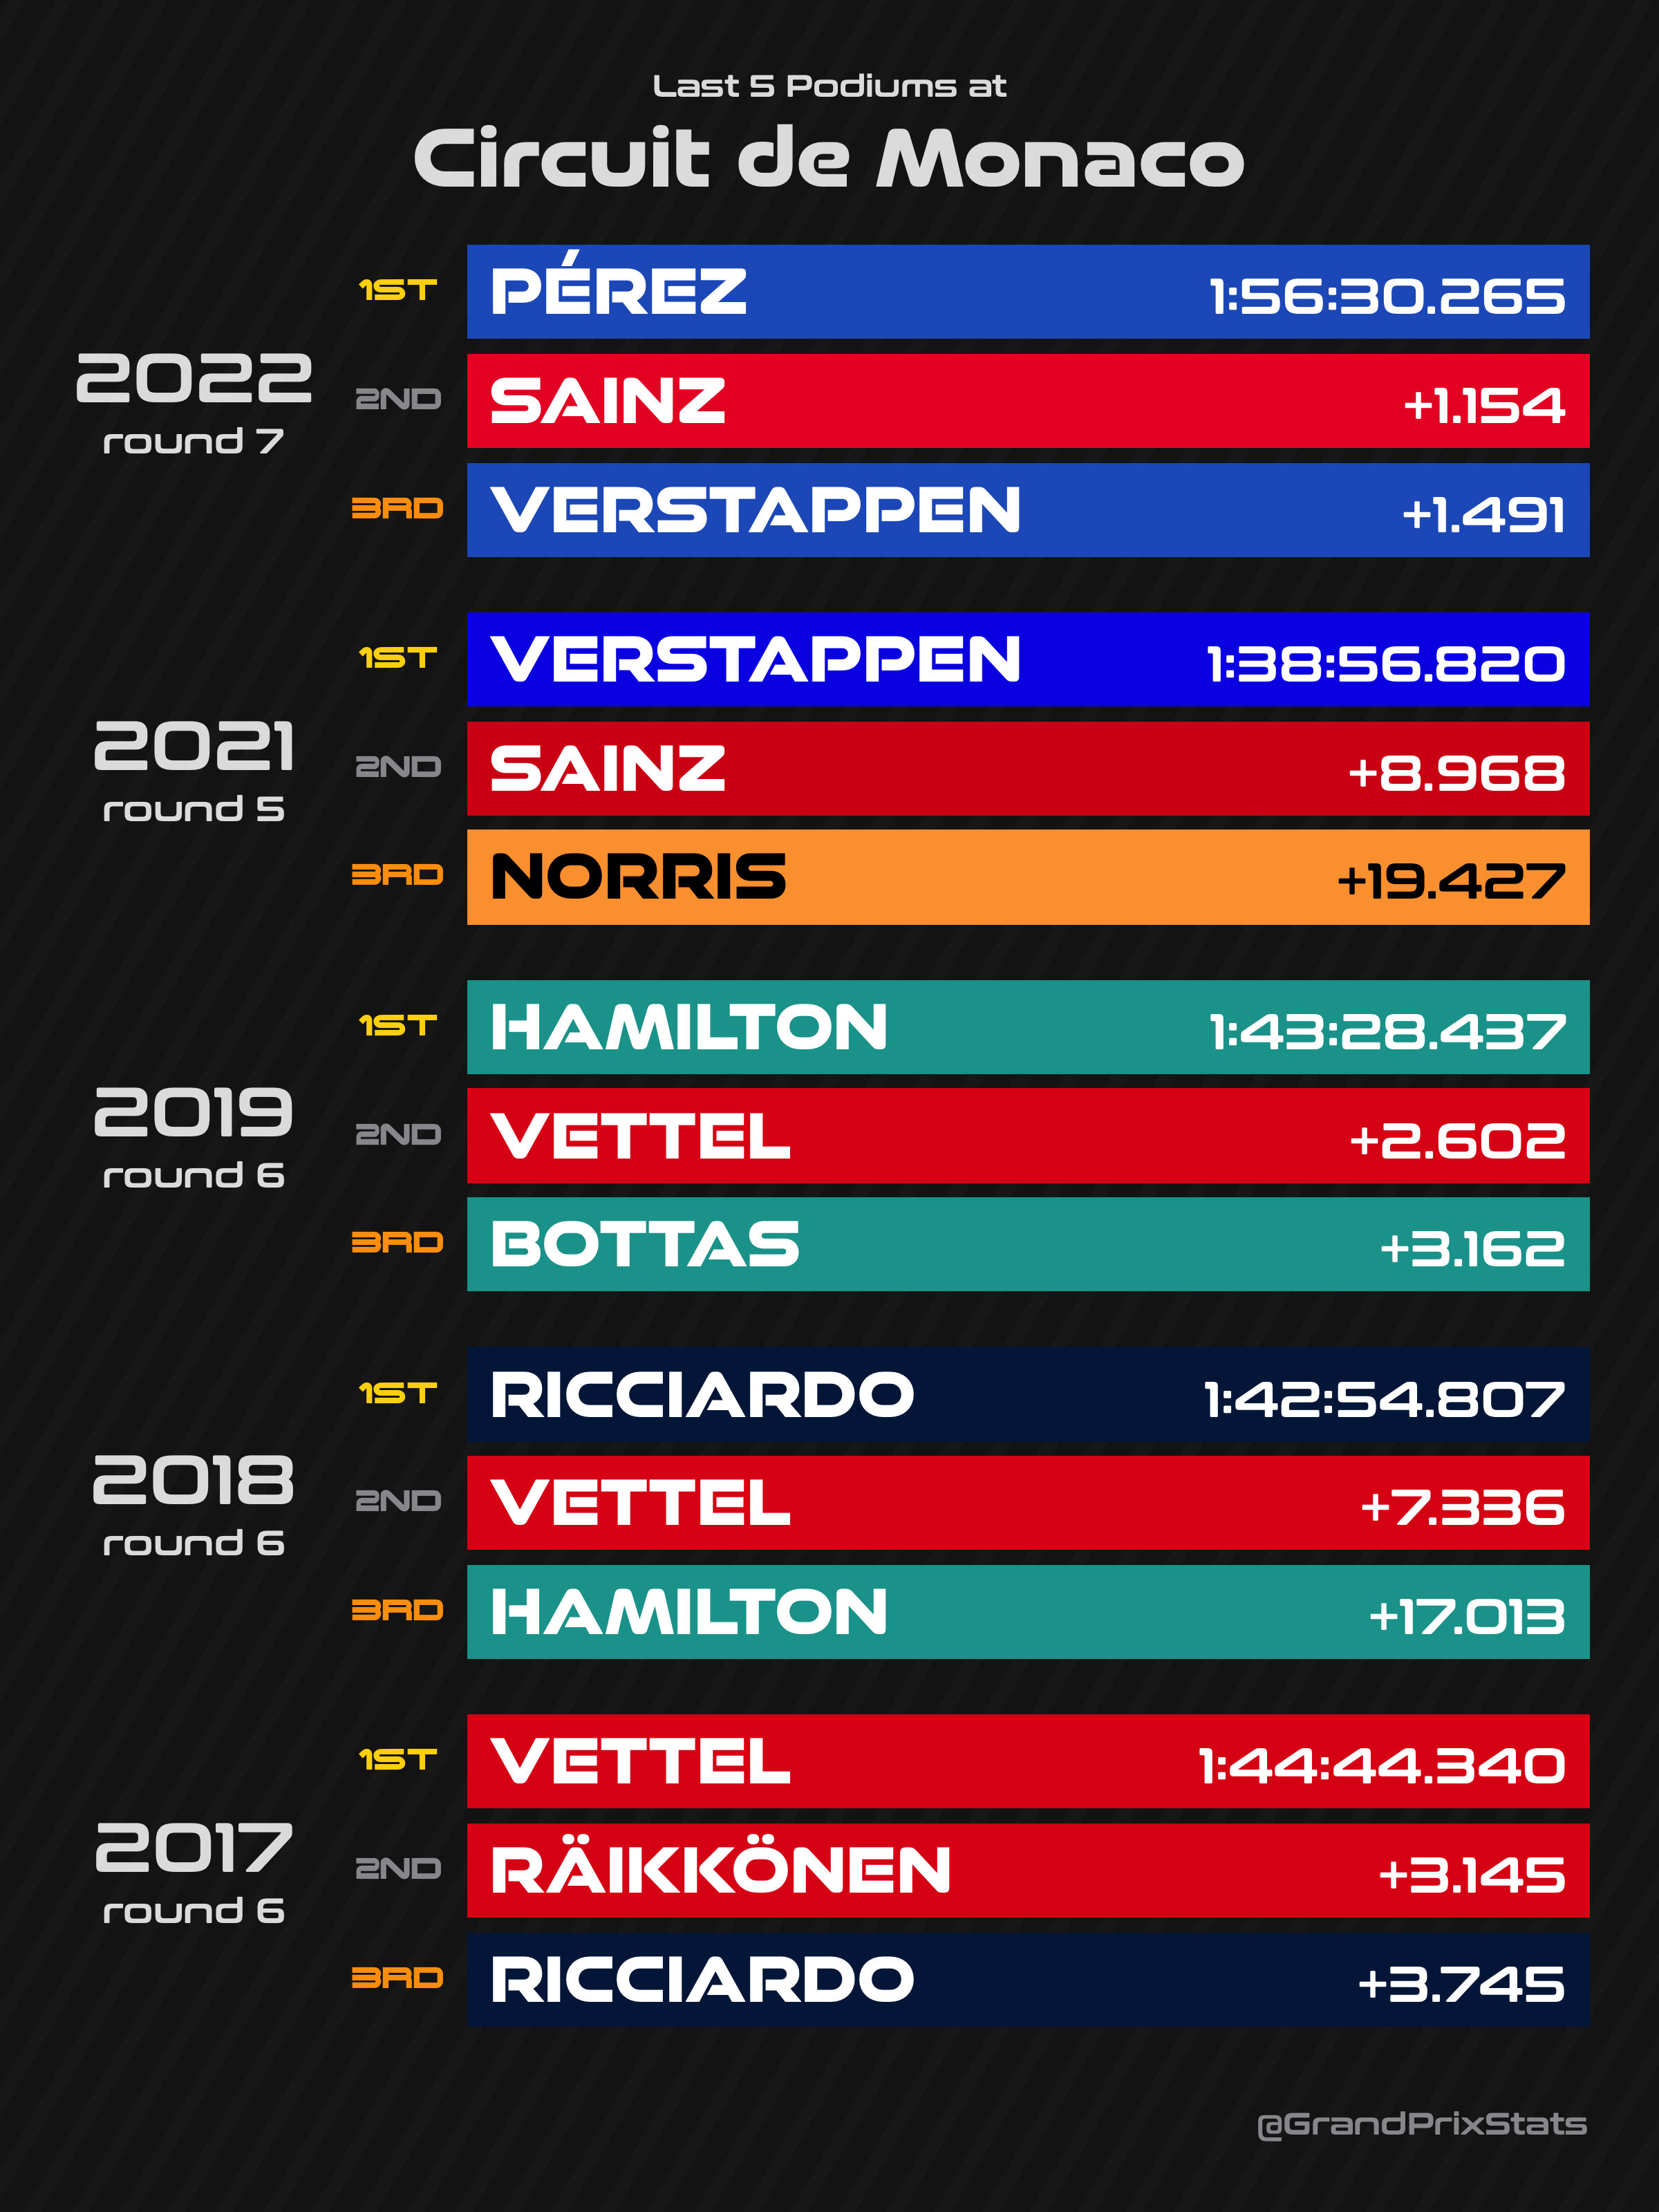 Last 5 Podiums at
Circuit de Monaco
2022
round 7
1ST PÉREZ 1:56:30.265
2ND SAINZ +1.154
3RD VERSTAPPEN +1.491
2021
round 5
1ST VERSTAPPEN 1:38:56.820
2ND SAINZ +8.968
3RD NORRIS +19.427
2019
round 6
1ST HAMILTON 1:43:28.437
2ND VETTEL +2.602
3RD BOTTAS +3.162
2018
round 6
1ST RICCIARDO 1:42:54.807
2ND VETTEL +7.336
3RD HAMILTON +17.013
2017
round 6
1ST VETTEL 1:44:44.340
2ND RÄIKKÖNEN +3.145
3RD RICCIARDO +3.745
@GrandPrixStats